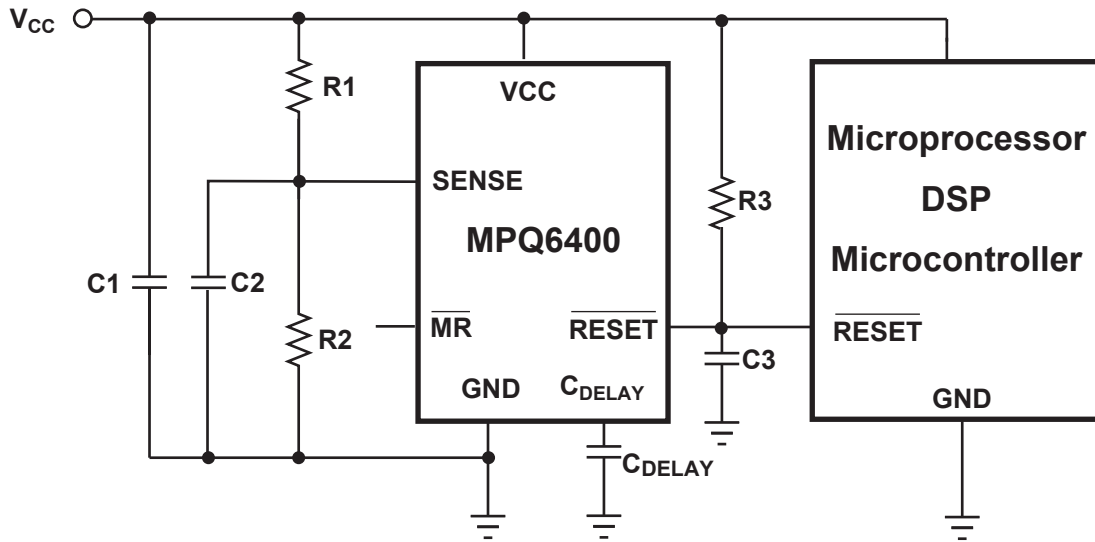 VCC
R1
VCC
Microprocessor
SENSE
R3
DSP
MPQ6400
C1
C2
Microcontroller
R2
MR
RESET
RESET
C3
GND
CDELAY
GND
CDELAY